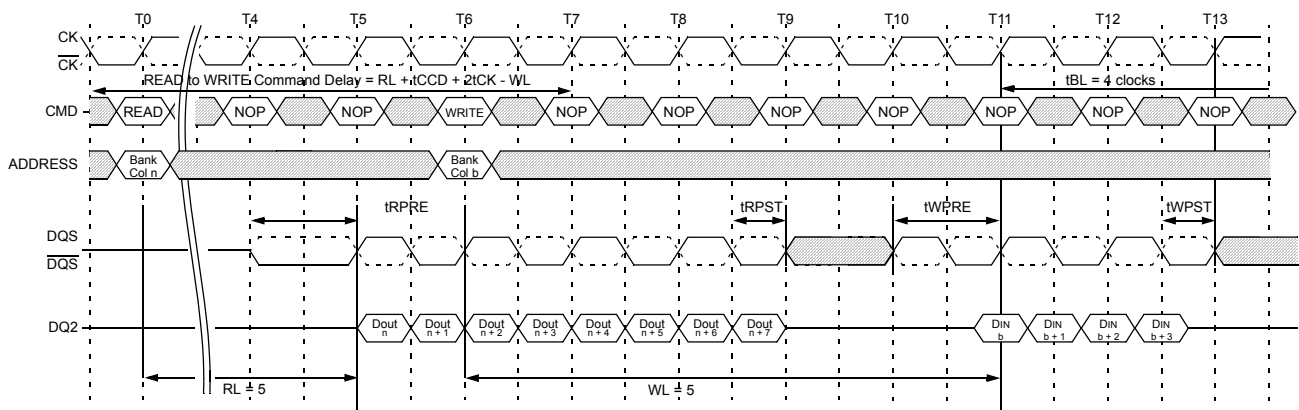 T0 T4 T5 T6 T7 T8 T9 T10 T11 T12 T13
CK
CK
READ to WRITE Command Delay = RL + tCCD + 2tCK - WL
tBL = 4 clocks
CMD READ NOP NOP WRITE NOP NOP NOP NOP NOP NOP NOP
ADDRESS
Bank
Col n
Bank
Col b
tRPRE tRPST tWPRE tWPST
DQS
DQS
DQ2
Dout
n
Dout
n + 1
Dout
n + 2
Dout
n + 3
Dout
n + 4
Dout
n + 5
Dout
n + 6
Dout
n + 7
DIN
b
DIN
b + 1
DIN
b + 2
DIN
b + 3
RL = 5 WL = 5